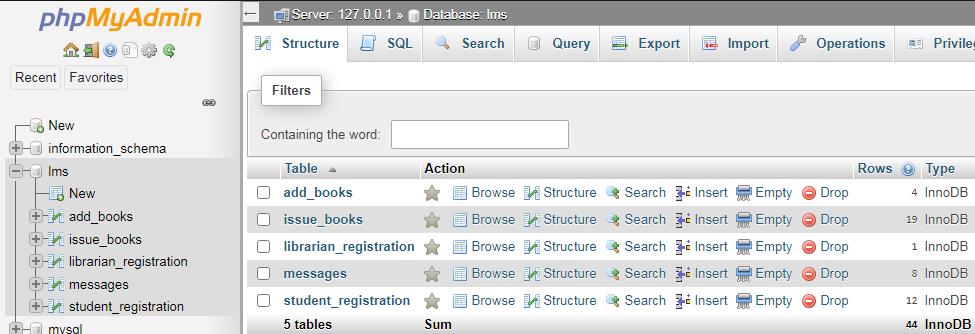 phpMyAdmin
Recent Favorites
New
information_schema
lms
New
add_books
issue_books
librarian_registration
messages
student_registration
mysql
Server: 127.0.0.1 » Database: lms
Structure SQL Search Query Export Import Operations Privileg
Filters
Containing the word:
Table Action Rows Type
add_books Browse Structure Search Insert Empty Drop 4 InnoDB
issue_books Browse Structure Search Insert Empty Drop 19 InnoDB
librarian_registration Browse Structure Search Insert Empty Drop 1 InnoDB
messages Browse Structure Search Insert Empty Drop 8 InnoDB
student_registration Browse Structure Search Insert Empty Drop 12 InnoDB
5 tables Sum 44 InnoDB